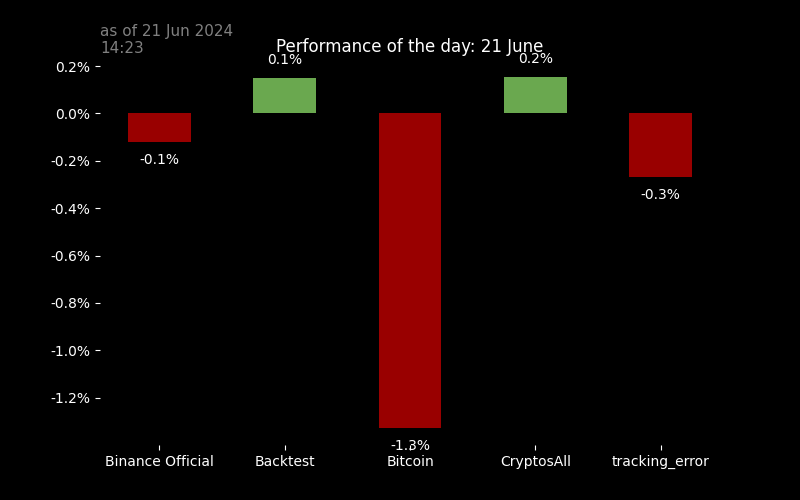 as of 21 Jun 2024
14:23
Performance of the day: 21 June
0.1%
0.2%
0.2%
0.0%
-0.2%
-0.4%
-0.6%
-0.8%
-1.0%
-1.2%
-0.1%
-0.3%
-1.3%
Binance Official
Backtest
Bitcoin
CryptosAll
tracking_error